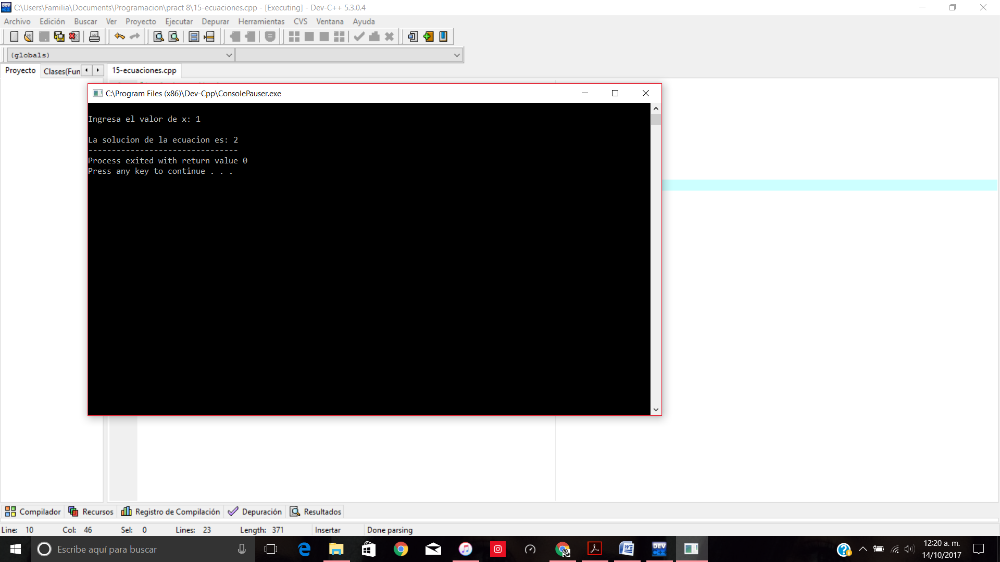 C:\Users\Familia\Documents\Programacion\pract 8\15-ecuaciones.cpp - [Executing] - Dev-C++ 5.3.0.4
Archivo Edición Buscar Ver Proyecto Ejecutar Depurar Herramientas CVS Ventana Ayuda
(globals)
Proyecto Clases(Fun 15-ecuaciones.cpp
C:\Program Files (x86)\Dev-Cpp\ConsolePauser.exe
Ingresa el valor de x: 1
La solucion de la ecuacion es: 2
--------------------------------
Process exited with return value 0
Press any key to continue . . .
Compilador Recursos Registro de Compilación Depuración Resultados
Line: 10 Col: 46 Sel: 0 Lines: 23 Length: 371 Insertar Done parsing
Escribe aquí para buscar
DEV
12:20 a. m.
14/10/2017